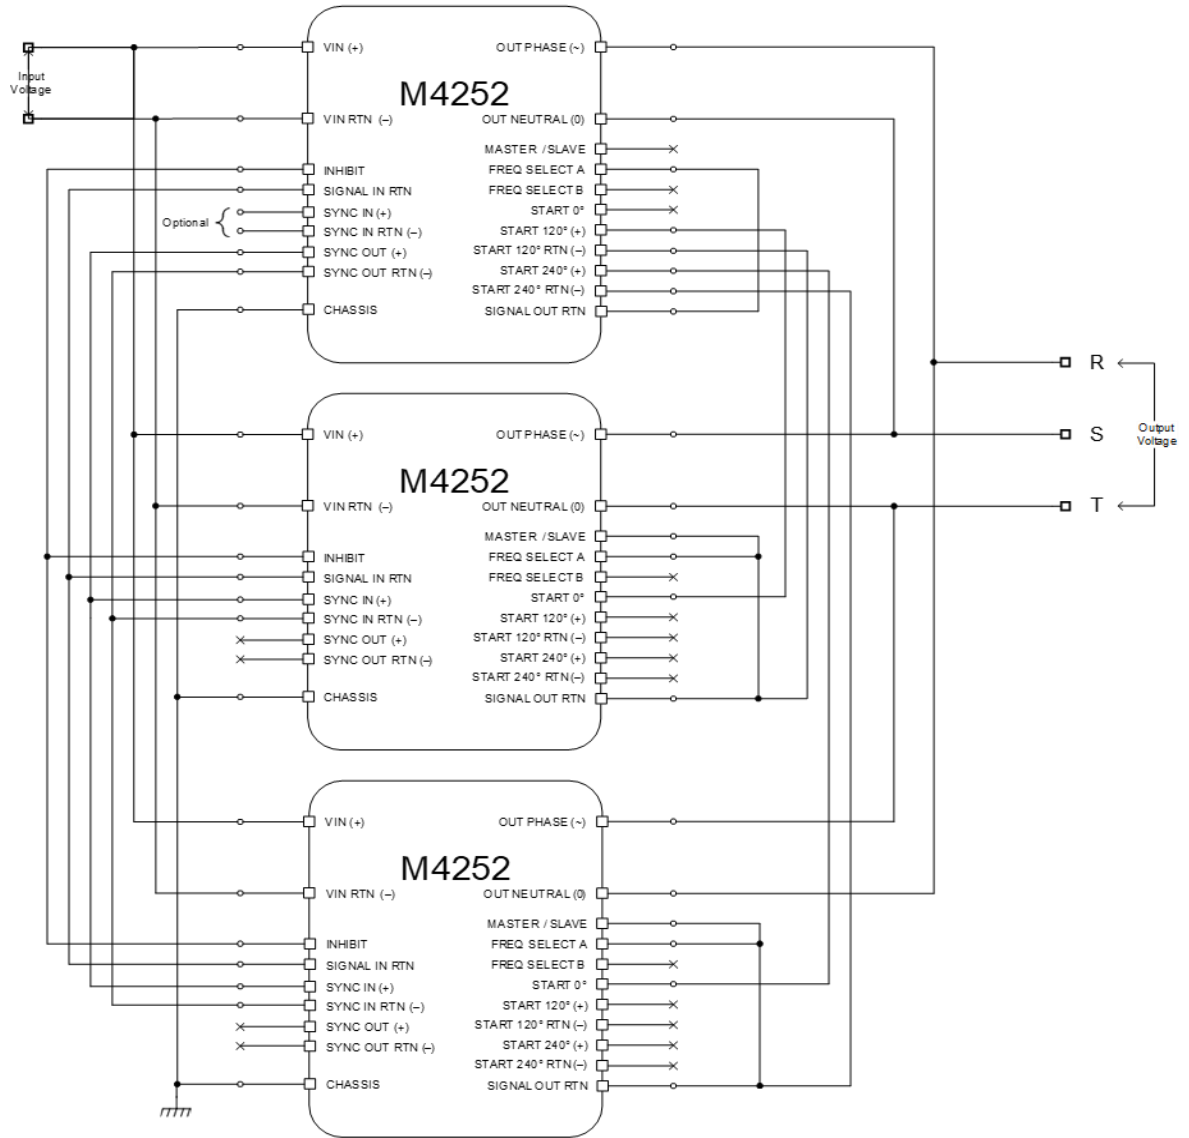 Input
Voltage
VIN (+)
OUT PHASE (~)
M4252
VIN RTN (–)
OUT NEUTRAL (0)
MASTER / SLAVE
INHIBIT
FREQ SELECT A
SIGNAL IN RTN
FREQ SELECT B
Optional
SYNC IN (+)
START 0°
SYNC IN RTN (–)
START 120° (+)
SYNC OUT (+)
START 120° RTN (–)
SYNC OUT RTN (–)
START 240° (+)
START 240° RTN (–)
CHASSIS
SIGNAL OUT RTN
R
S
T
Output
Voltage
VIN (+)
OUT PHASE (~)
M4252
VIN RTN (–)
OUT NEUTRAL (0)
MASTER / SLAVE
INHIBIT
FREQ SELECT A
SIGNAL IN RTN
FREQ SELECT B
SYNC IN (+)
START 0°
SYNC IN RTN (–)
START 120° (+)
SYNC OUT (+)
START 120° RTN (–)
SYNC OUT RTN (–)
START 240° (+)
START 240° RTN (–)
CHASSIS
SIGNAL OUT RTN
VIN (+)
OUT PHASE (~)
M4252
VIN RTN (–)
OUT NEUTRAL (0)
MASTER / SLAVE
INHIBIT
FREQ SELECT A
SIGNAL IN RTN
FREQ SELECT B
SYNC IN (+)
START 0°
SYNC IN RTN (–)
START 120° (+)
SYNC OUT (+)
START 120° RTN (–)
SYNC OUT RTN (–)
START 240° (+)
START 240° RTN (–)
CHASSIS
SIGNAL OUT RTN